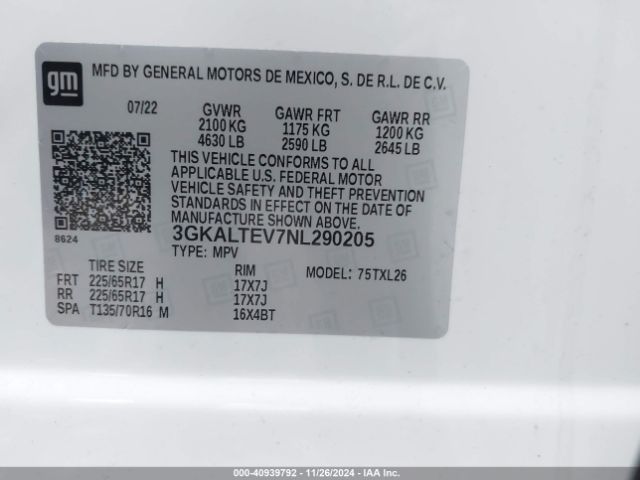 gm
MFD BY GENERAL MOTORS DE MEXICO, S. DE R.L. DE C.V.
07/22 GVWR GAWR FRT GAWR RR
2100 KG 1175 KG 1200 KG
4630 LB 2590 LB 2645 LB
THIS VEHICLE CONFORMS TO ALL
APPLICABLE U.S. FEDERAL MOTOR
VEHICLE SAFETY AND THEFT PREVENTION
STANDARDS IN EFFECT ON THE DATE OF
MANUFACTURE SHOWN ABOVE.
8624
3GKALTEV7NL290205
TYPE: MPV
TIRE SIZE RIM MODEL: 75TXL26
FRT 225/65R17 H 17X7J
RR 225/65R17 H 17X7J
SPA T135/70R16 M 16X4BT
000-40939792 - 11/26/2024 - IAA Inc.